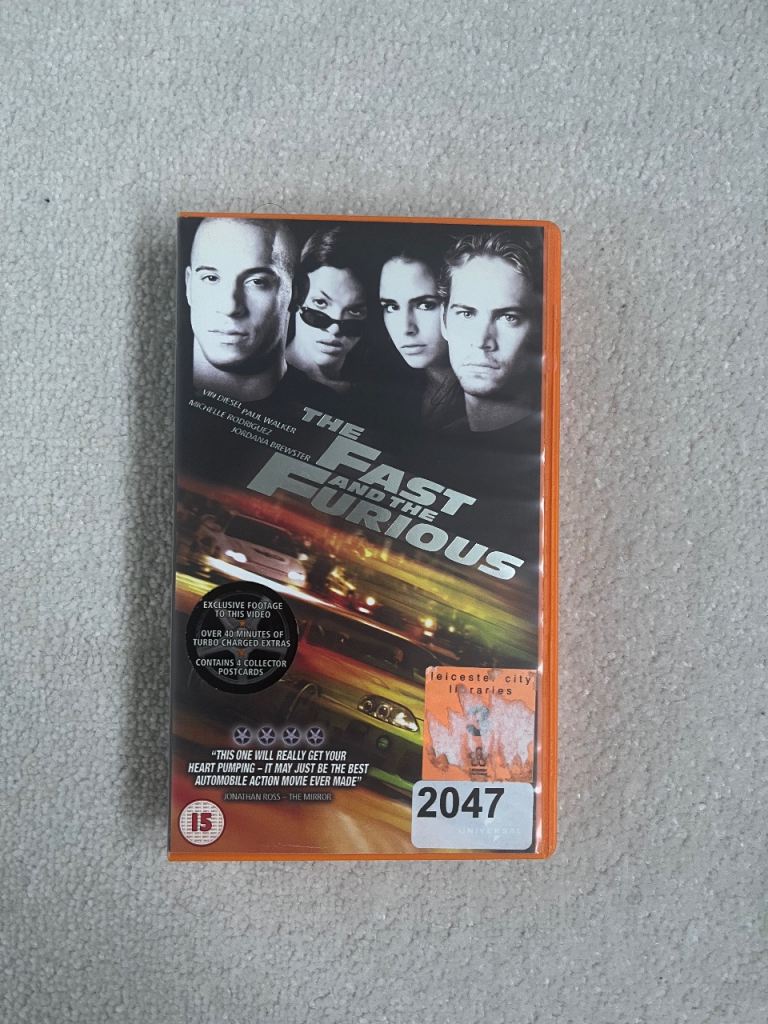 VIN DIESEL PAUL WALKER
MICHELLE RODRIGUEZ
JORDANA BREWSTER
THE
FAST
AND THE
FURIOUS
EXCLUSIVE FOOTAGE
TO THIS VIDEO
OVER 40 MINUTES OF
TURBO CHARGED EXTRAS
CONTAINS 4 COLLECTOR
POSTCARDS
leicester city
libraries
"THIS ONE WILL REALLY GET YOUR
HEART PUMPING – IT MAY JUST BE THE BEST
AUTOMOBILE ACTION MOVIE EVER MADE"
JONATHAN ROSS – THE MIRROR
15
2047
UNIVERSAL